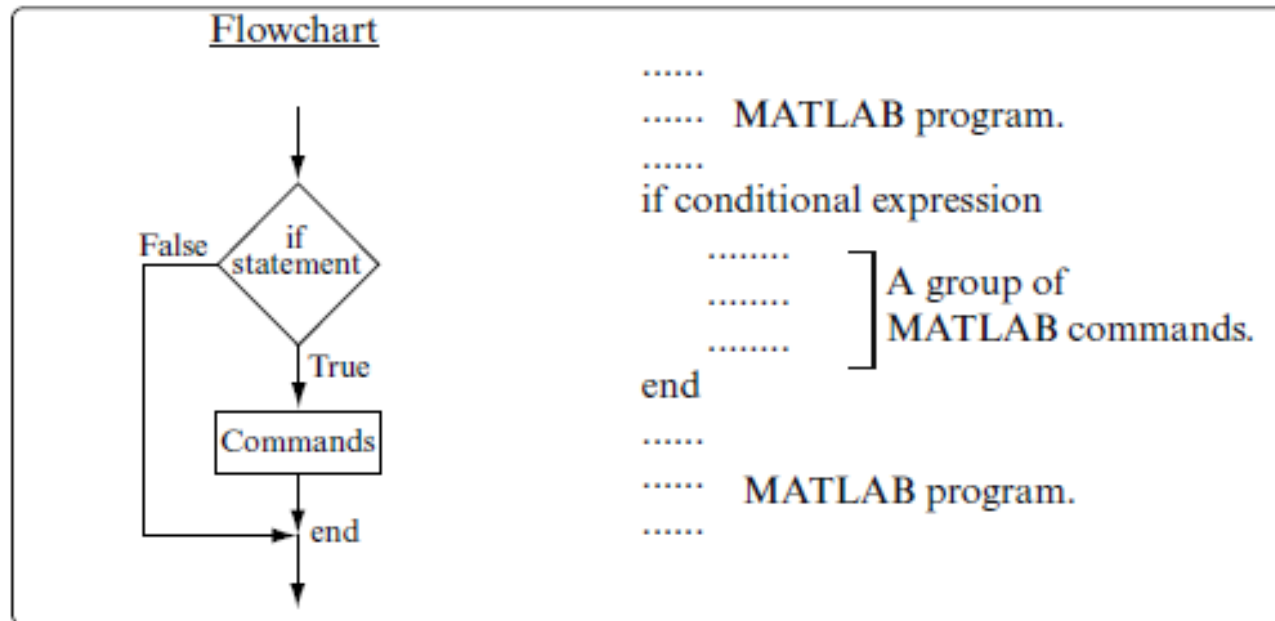 Flowchart
if
statement
False
True
Commands
end
......
...... MATLAB program.
......
if conditional expression
........
........
........
A group of
MATLAB commands.
end
......
...... MATLAB program.
......